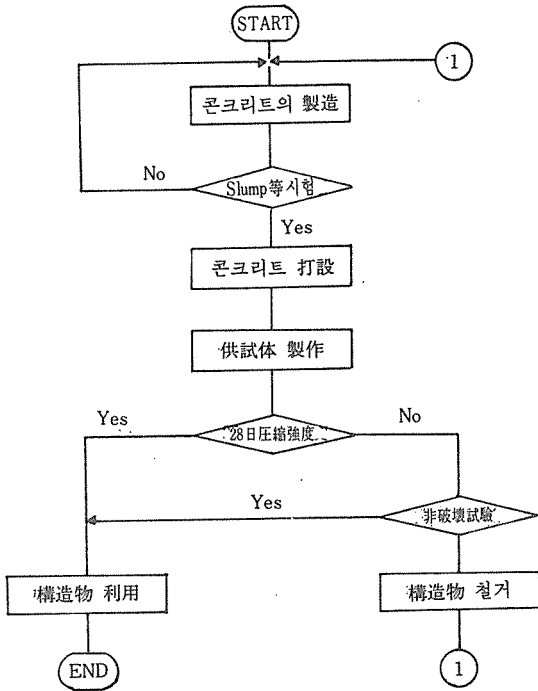 START
1
콘크리트의 製造
No
Slump等시험
Yes
콘크리트 打設
供試体 製作
Yes
No
28日圧縮強度
Yes
非破壞試驗
構造物 利用
構造物 철거
END
1